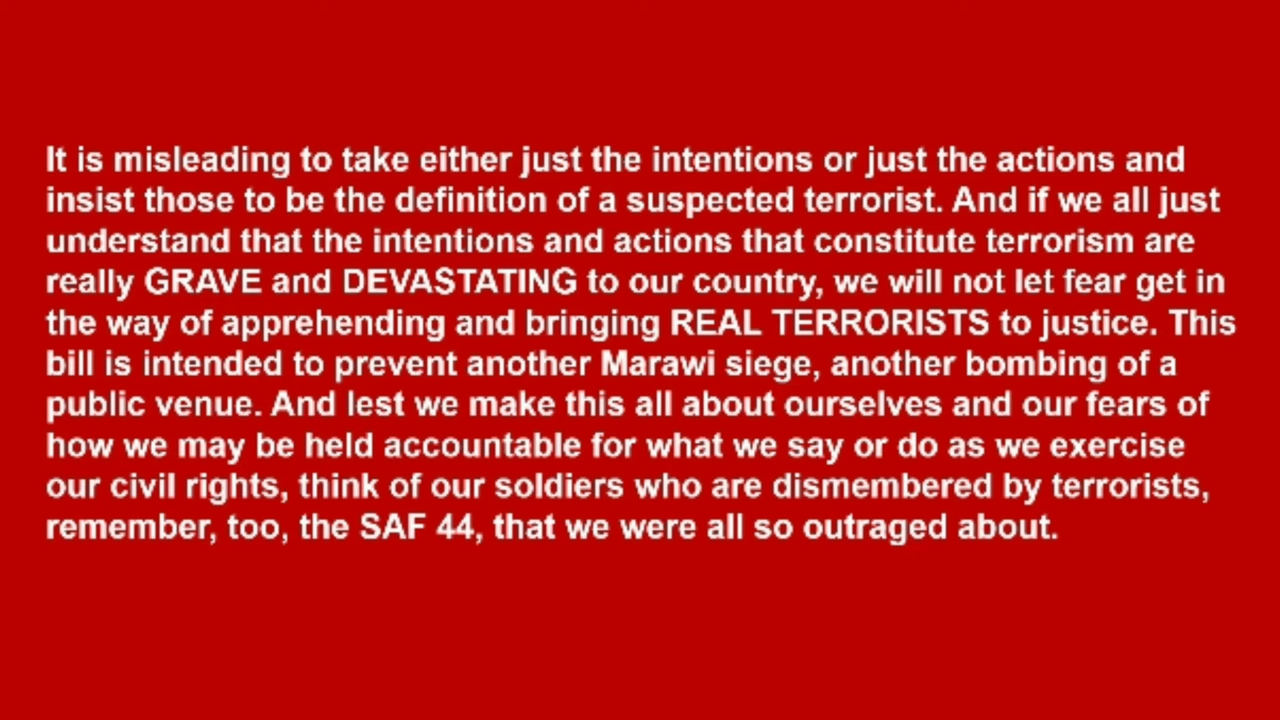 It is misleading to take either just the intentions or just the actions and
insist those to be the definition of a suspected terrorist. And if we all just
understand that the intentions and actions that constitute terrorism are
really GRAVE and DEVASTATING to our country, we will not let fear get in
the way of apprehending and bringing REAL TERRORISTS to justice. This
bill is intended to prevent another Marawi siege, another bombing of a
public venue. And lest we make this all about ourselves and our fears of
how we may be held accountable for what we say or do as we exercise
our civil rights, think of our soldiers who are dismembered by terrorists,
remember, too, the SAF 44, that we were all so outraged about.